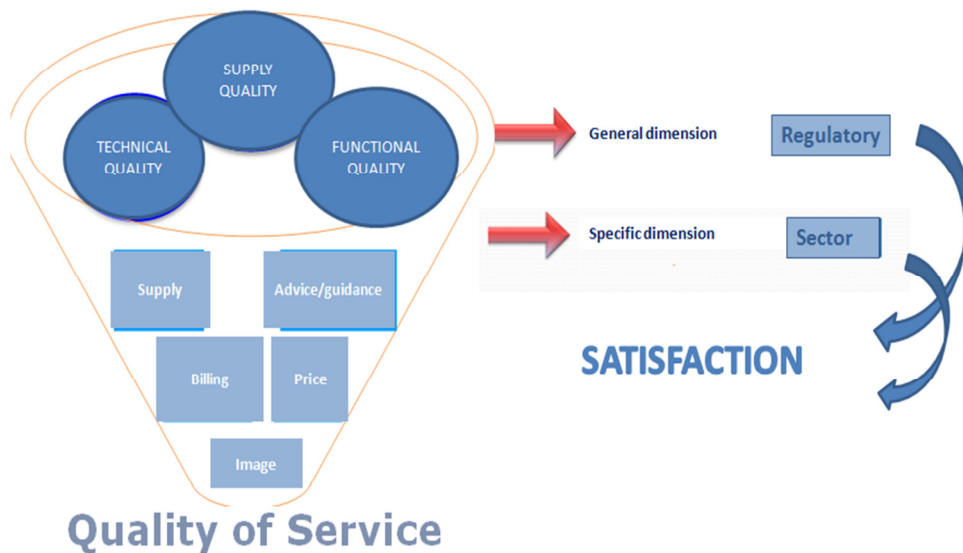 SUPPLY
QUALITY
TECHNICAL
QUALITY
FUNCTIONAL
QUALITY
General dimension
Regulatory
Specific dimension
Sector
Supply
Advice/guidance
Billing
Price
SATISFACTION
Image
Quality of Service